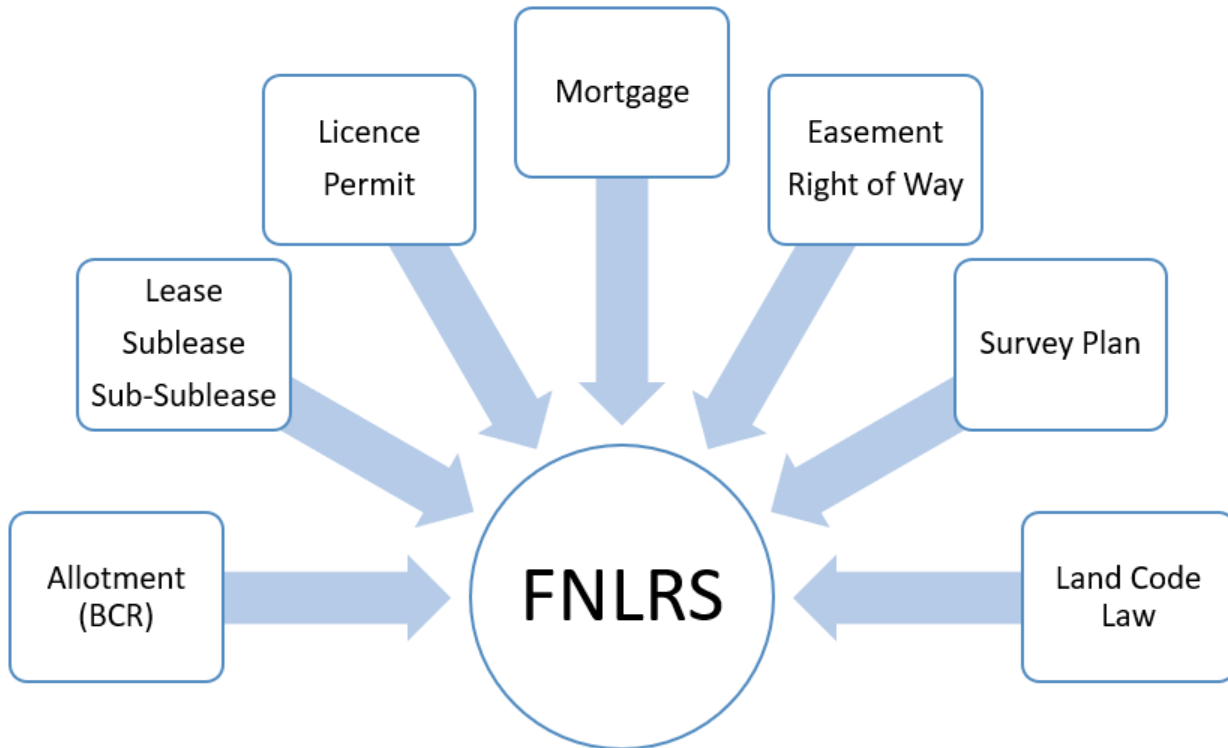 Mortgage
Licence
Permit
Easement
Right of Way
Lease
Sublease
Sub-Sublease
Survey Plan
Allotment
(BCR)
FNLRS
Land Code
Law